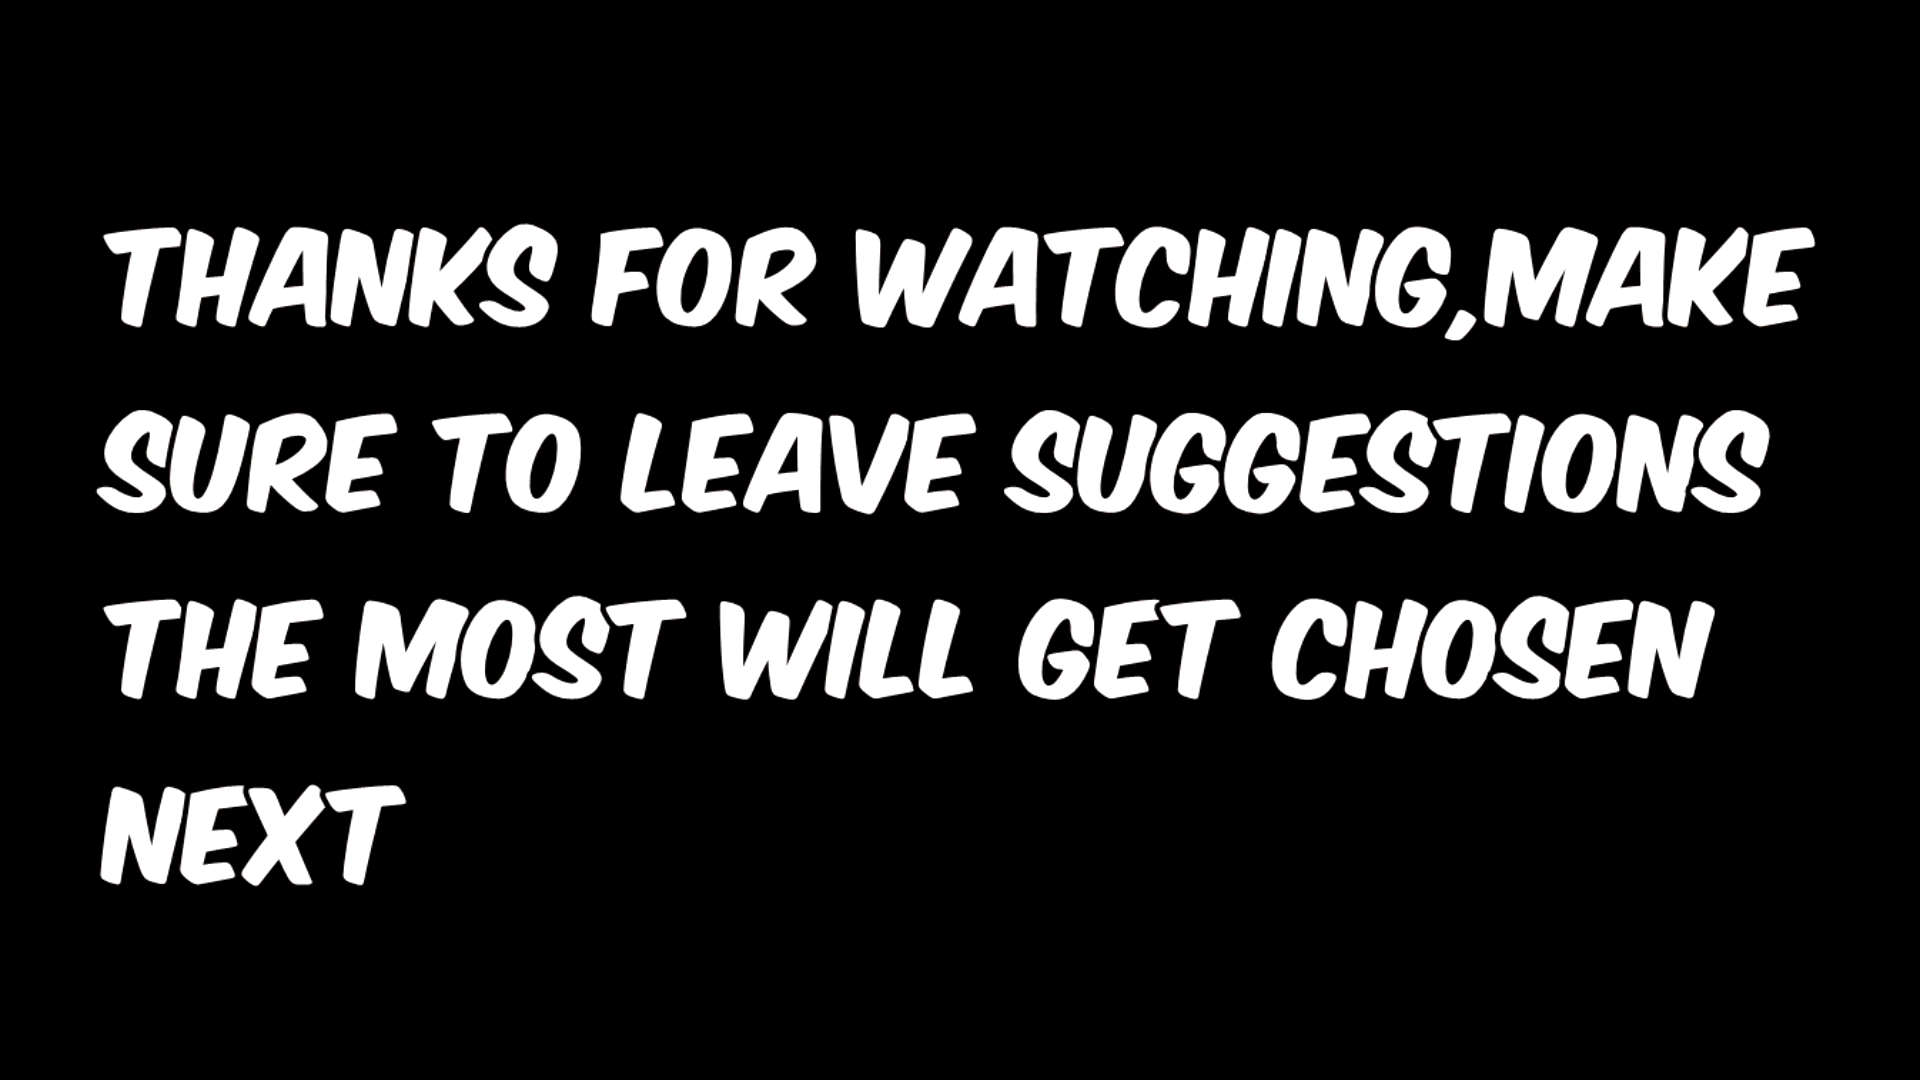 THANKS FOR WATCHING,MAKE
SURE TO LEAVE SUGGESTIONS
THE MOST WILL GET CHOSEN
NEXT